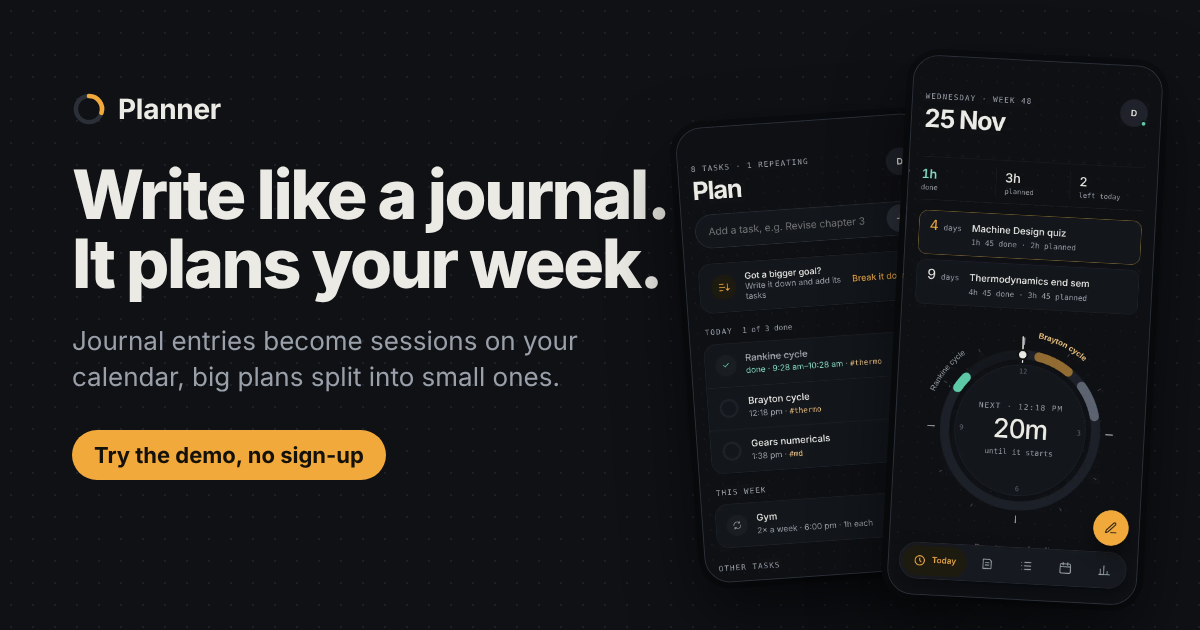 Planner
Write like a journal.
It plans your week.
Journal entries become sessions on your
calendar, big plans split into small ones.
Try the demo, no sign-up
8 TASKS · 1 REPEATING
D
Plan
Add a task, e.g. Revise chapter 3
Got a bigger goal?
Write it down and add its
tasks
Break it do
TODAY 1 of 3 done
Rankine cycle
done · 9:28 am–10:28 am · #thermo
Brayton cycle
12:18 pm · #thermo
Gears numericals
1:38 pm · #md
THIS WEEK
Gym
2× a week · 6:00 pm · 1h each
OTHER TASKS
WEDNESDAY · WEEK 48
25 Nov
D
1h
done
3h
planned
2
left today
4 days
Machine Design quiz
1h 45 done · 2h planned
9 days
Thermodynamics end sem
4h 45 done · 3h 45 planned
Rankine cycle
Brayton cycle
12
3
6
9
NEXT · 12:18 PM
20m
until it starts
Today